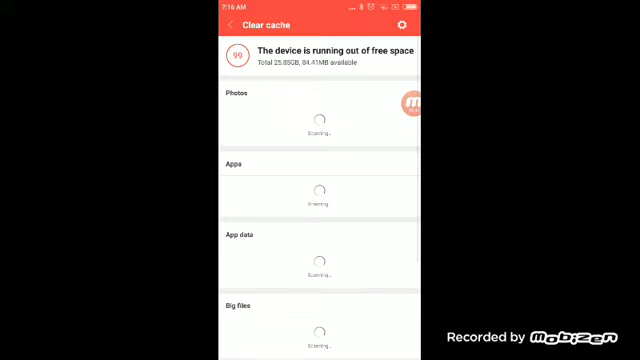 7:16 AM
Clear cache
99
The device is running out of free space
Total 25.85GB, 84.41MB available
Photos
Scanning...
Apps
Scanning
App data
Scanning...
Big files
Scanning...
Recorded by mobizen